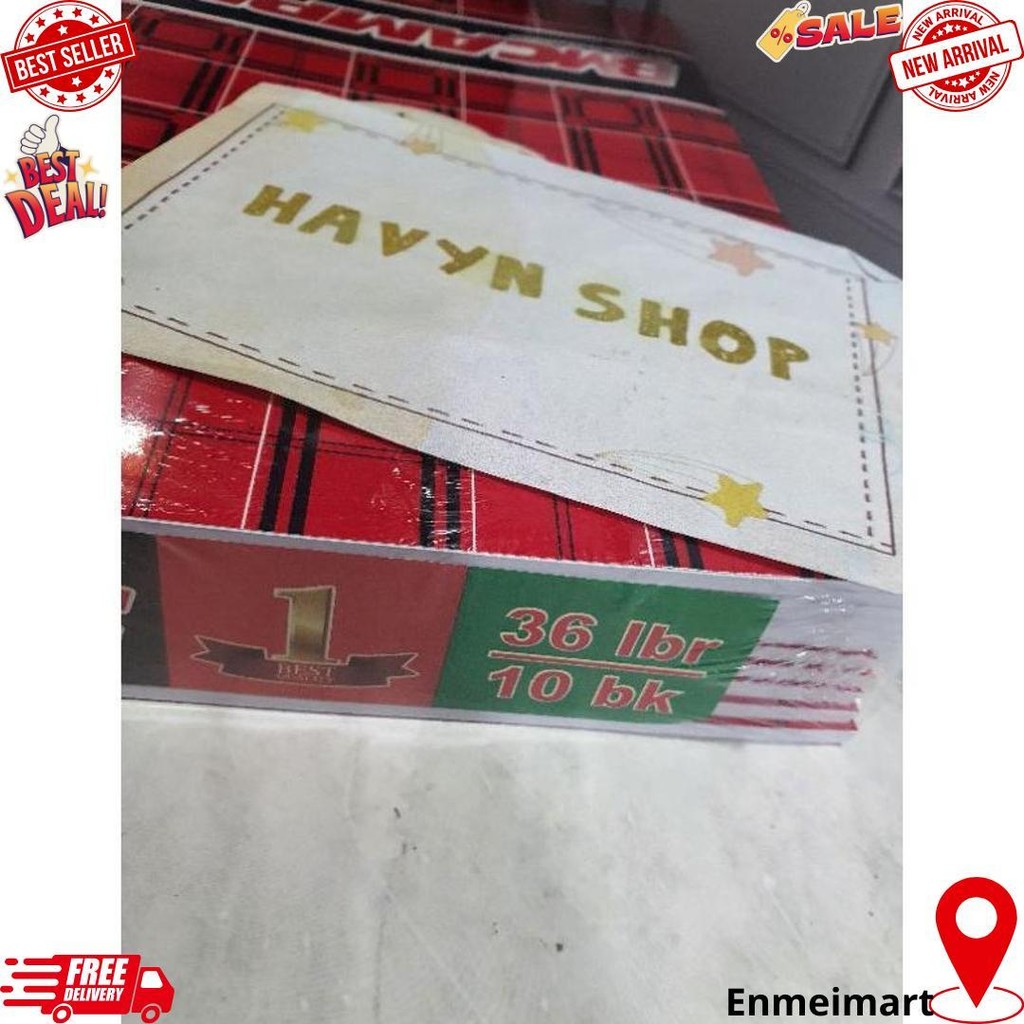 BEST SELLER
SALE
NEW ARRIVAL
NEW ARRIVAL
NEW ARRIVAL
BEST
DEAL!
HAVYN SHOP
1
BEST
36 lbr
10 bk
FREE
DELIVERY
Enmeimart